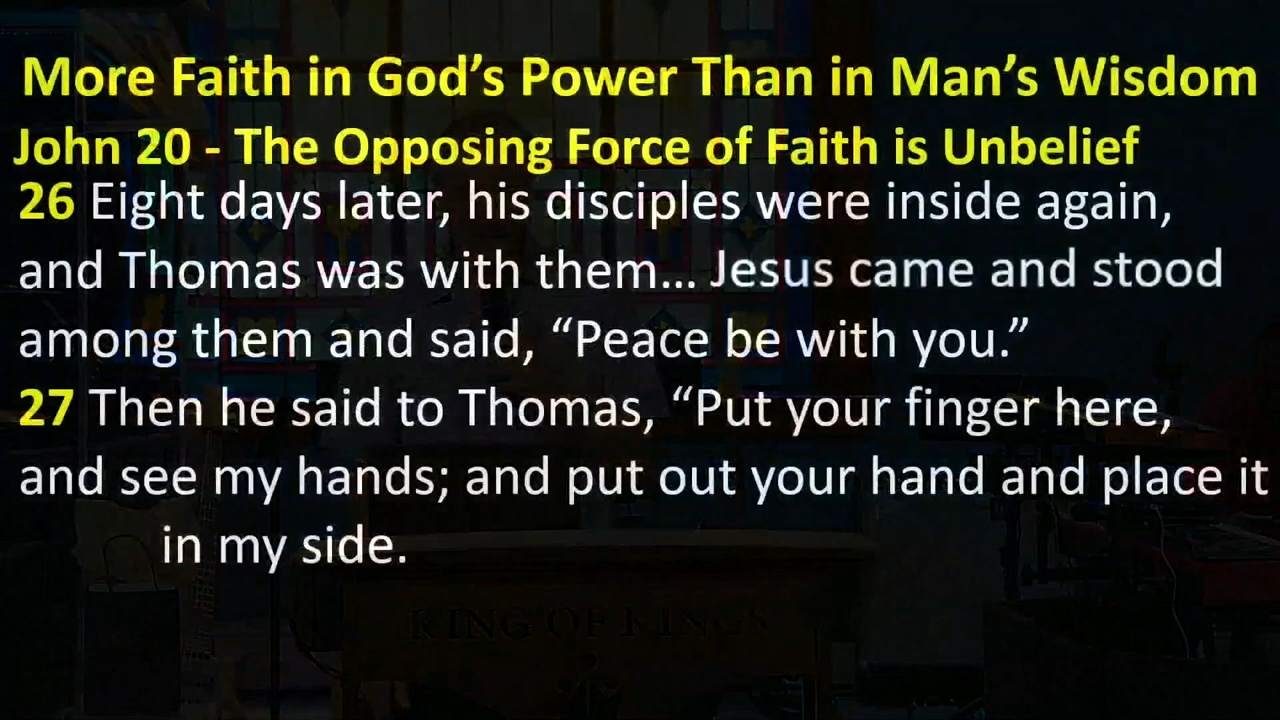 More Faith in God’s Power Than in Man’s Wisdom
John 20 - The Opposing Force of Faith is Unbelief
26 Eight days later, his disciples were inside again,
and Thomas was with them... Jesus came and stood
among them and said, “Peace be with you.”
27 Then he said to Thomas, “Put your finger here,
and see my hands; and put out your hand and place it
in my side.
KING OF KINGS